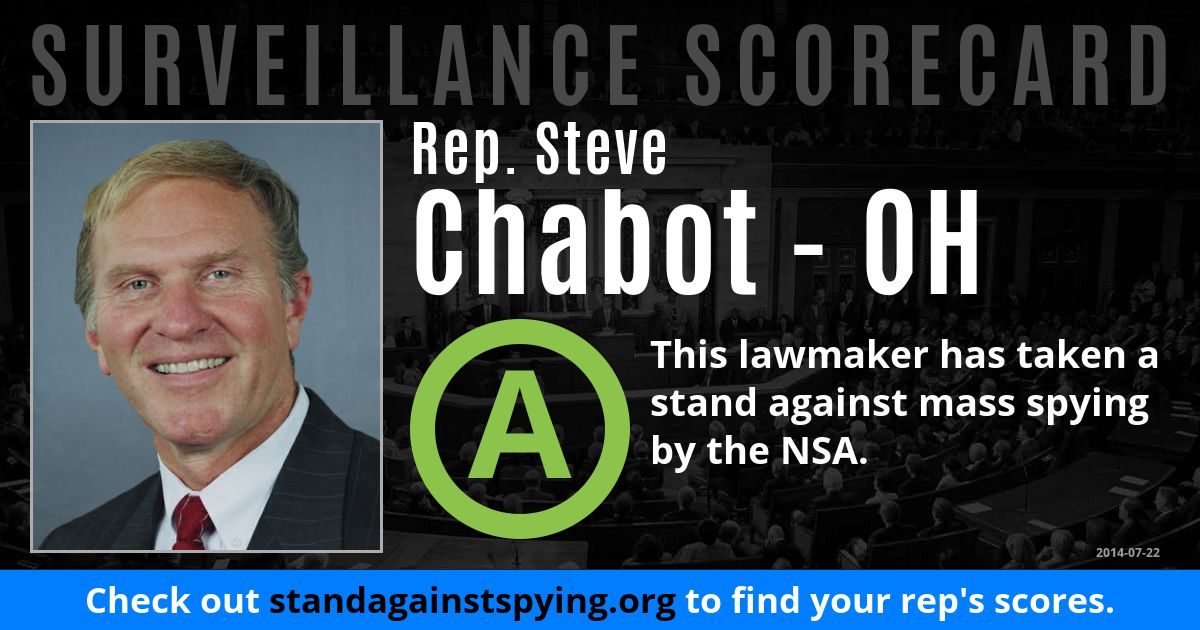 SURVEILLANCE SCORECARD
Rep. Steve
Chabot - OH
A
This lawmaker has taken a
stand against mass spying
by the NSA.
2014-07-22
Check out standagainstspying.org to find your rep's scores.